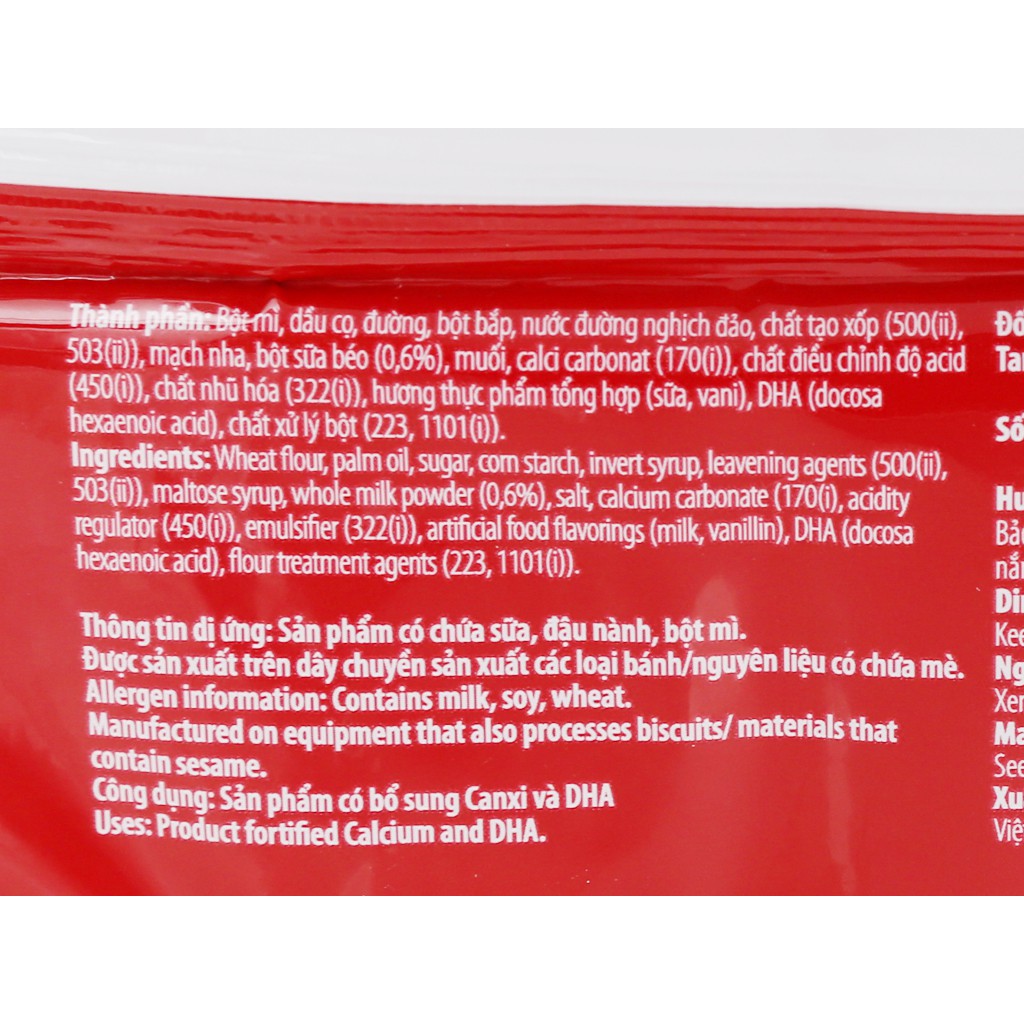 Thành phần: Bột mì, dầu cọ, đường, bột bắp, nước đường nghịch đảo, chất tạo xốp (500(ii),
503(ii)), mạch nha, bột sữa béo (0,6%), muối, calci carbonat (170(i)), chất điều chỉnh độ acid
(450(i)), chất nhũ hóa (322(i)), hương thực phẩm tổng hợp (sữa, vani), DHA (docosa
hexaenoic acid), chất xử lý bột (223, 1101(i)).
Ingredients: Wheat flour, palm oil, sugar, corn starch, invert syrup, leavening agents (500(ii),
503(ii)), maltose syrup, whole milk powder (0,6%), salt, calcium carbonate (170(i), acidity
regulator (450(i)), emulsifier (322(i)), artificial food flavorings (milk, vanillin), DHA (docosa
hexaenoic acid), flour treatment agents (223, 1101(i)).
Thông tin dị ứng: Sản phẩm có chứa sữa, đậu nành, bột mì.
Được sản xuất trên dây chuyền sản xuất các loại bánh/nguyên liệu có chứa mè.
Allergen information: Contains milk, soy, wheat.
Manufactured on equipment that also processes biscuits/ materials that
contain sesame.
Công dụng: Sản phẩm có bổ sung Canxi và DHA
Uses: Product fortified Calcium and DHA.